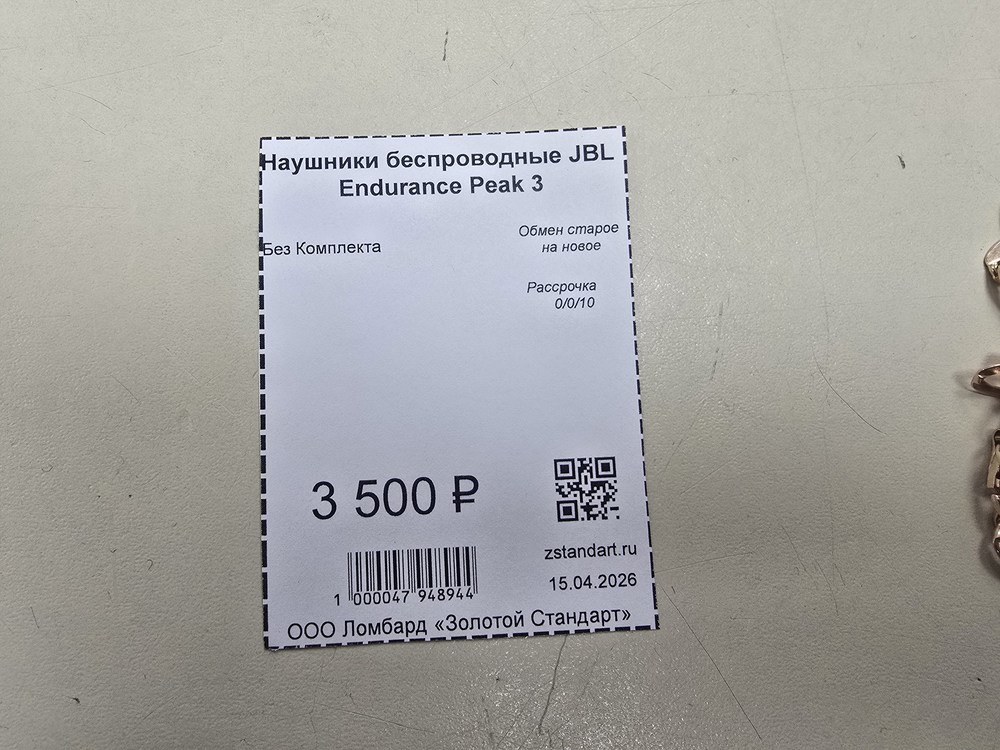 Наушники беспроводные JBL
Endurance Peak 3
Без Комплекта
Обмен старое
на новое
Рассрочка
0/0/10
3 500 ₽
zstandart.ru
15.04.2026
1 000047 948944
ООО Ломбард «Золотой Стандарт»